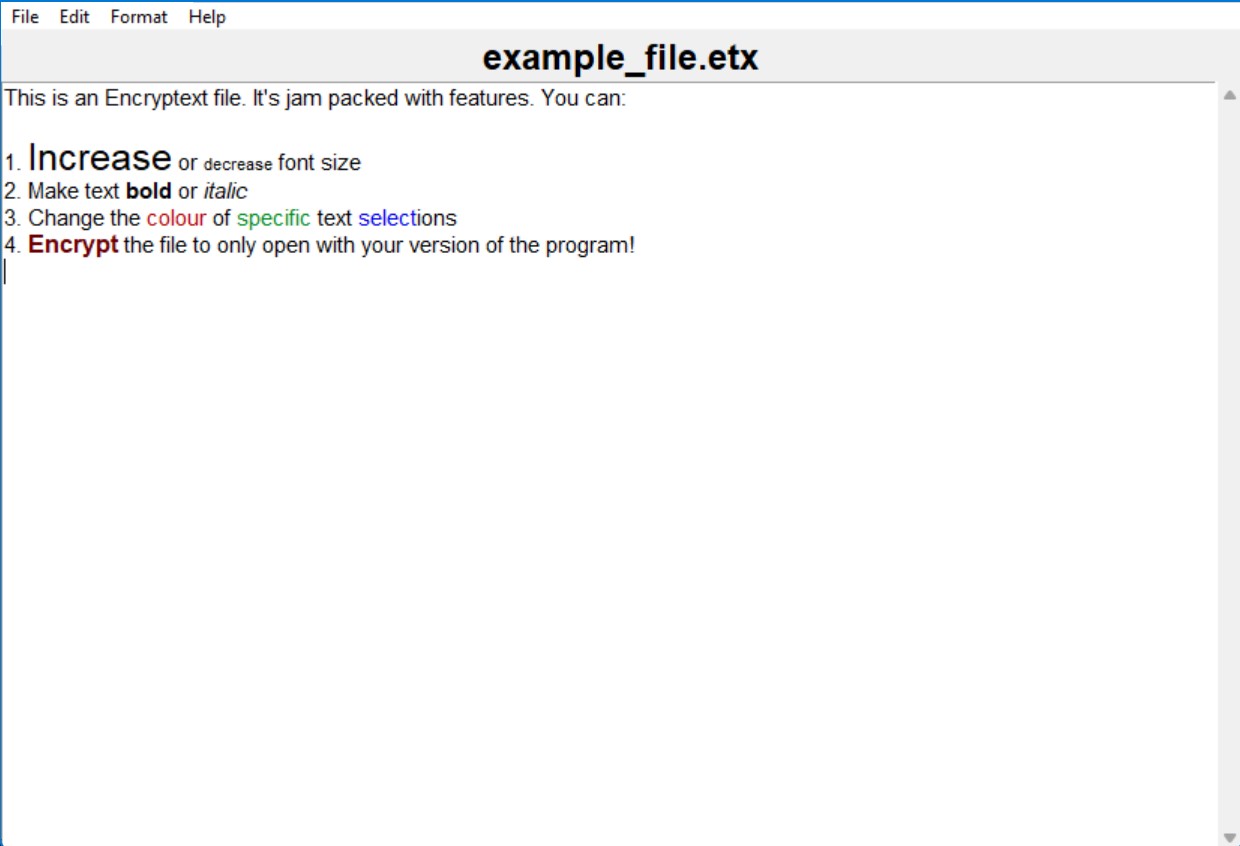 File Edit Format Help
example_file.etx
This is an Encryptext file. It's jam packed with features. You can:
1. Increase or decrease font size
2. Make text bold or italic
3. Change the colour of specific text selections
4. Encrypt the file to only open with your version of the program!